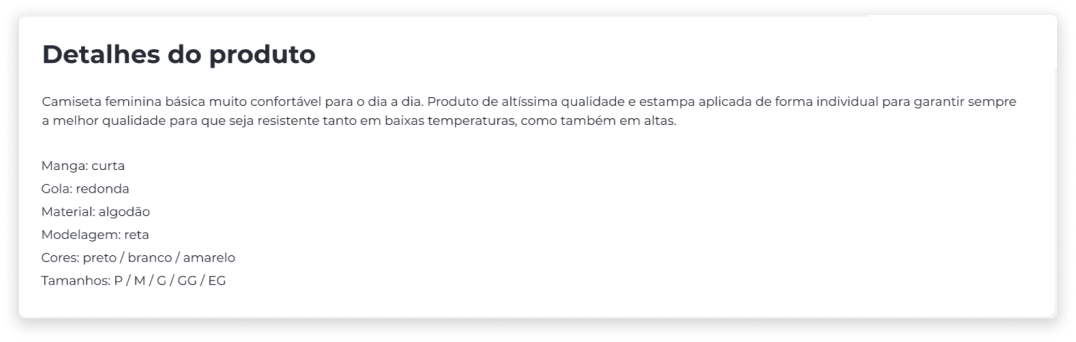 Detalhes do produto
Camiseta feminina básica muito confortável para o dia a dia. Produto de altíssima qualidade e estampa aplicada de forma individual para garantir sempre
a melhor qualidade para que seja resistente tanto em baixas temperaturas, como também em altas.
Manga: curta
Gola: redonda
Material: algodão
Modelagem: reta
Cores: preto / branco / amarelo
Tamanhos: P / M / G / GG / EG